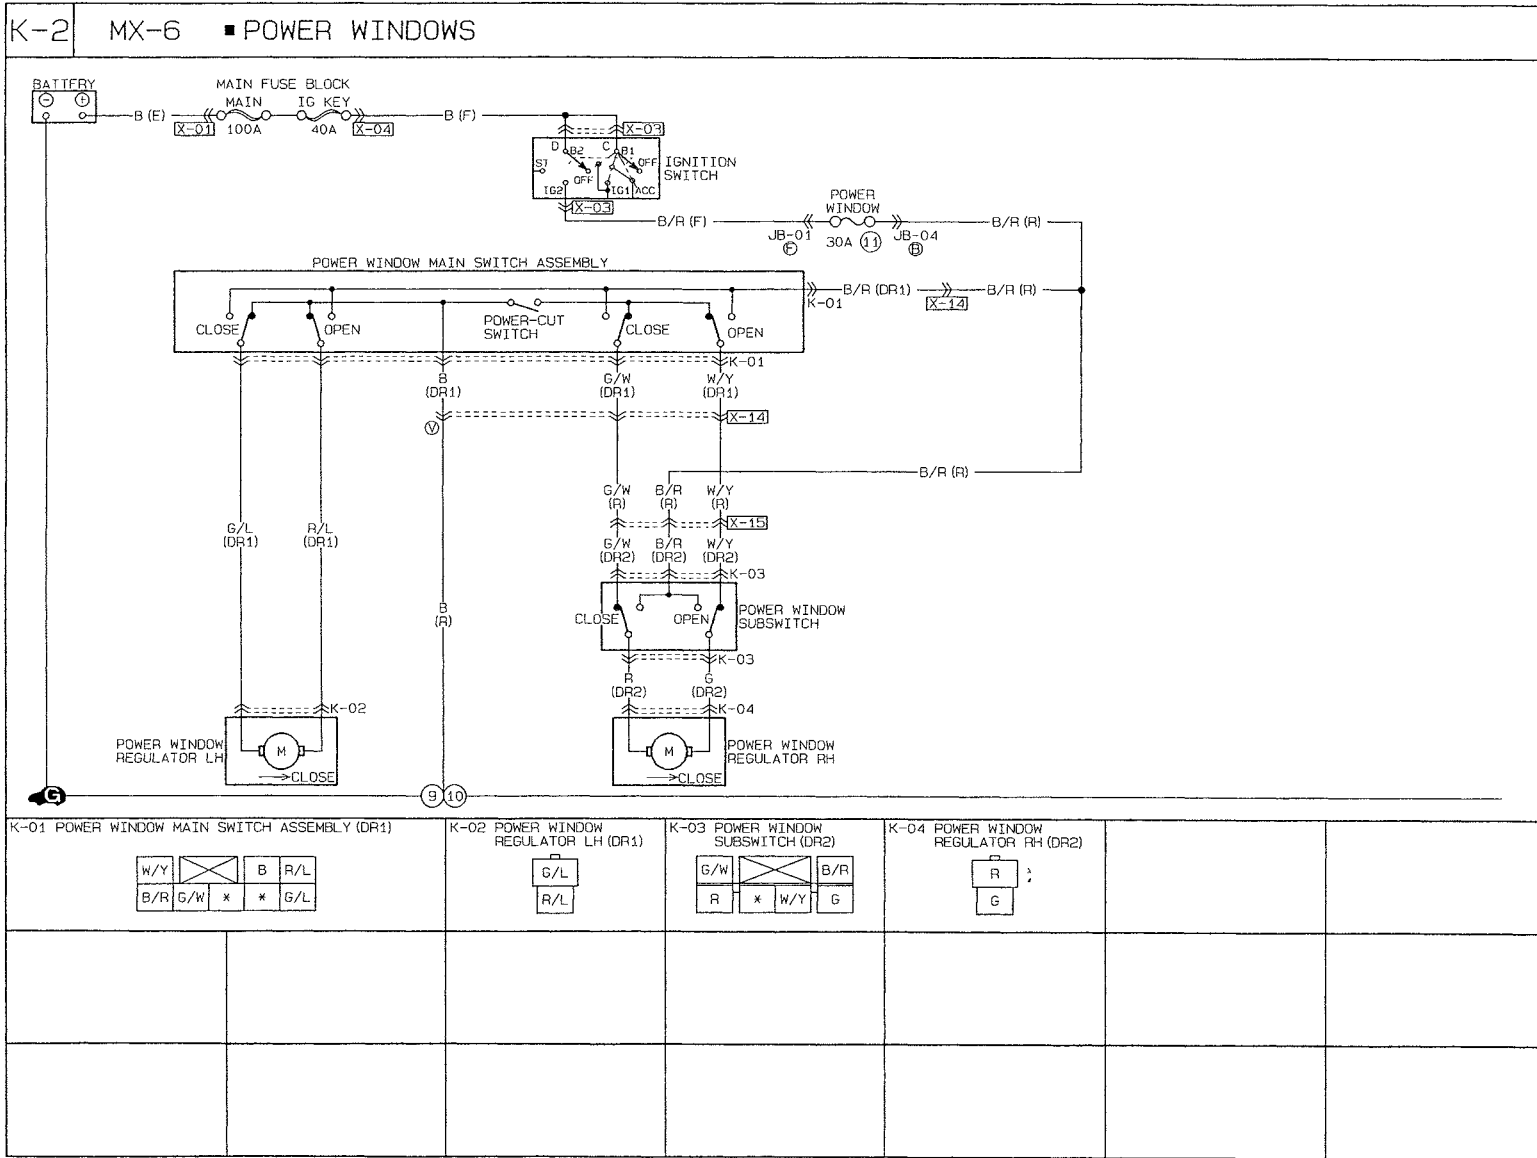 K-2 MX-6 ■ POWER WINDOWS
BATTERY
MAIN FUSE BLOCK
MAIN IG KEY
B (E)
X-01
100A
40A
X-04
B (F)
X-03
D B2 C B1
ST OFF OFF
IG2 IG1 ACC
IGNITION
SWITCH
X-03
B/R (F)
POWER
WINDOW
JB-01
F
30A 11
JB-04
B
B/R (R)
POWER WINDOW MAIN SWITCH ASSEMBLY
K-01
B/R (DR1)
X-14
B/R (R)
CLOSE
OPEN
POWER-CUT
SWITCH
CLOSE
OPEN
K-01
B
(DR1)
G/W
(DR1)
W/Y
(DR1)
V
X-14
B/R (R)
G/W B/R W/Y
(R) (R) (R)
X-15
G/L
(DR1)
R/L
(DR1)
G/W B/R W/Y
(DR2) (DR2) (DR2)
K-03
B
(R)
CLOSE
OPEN
POWER WINDOW
SUBSWITCH
K-03
R
(DR2)
G
(DR2)
K-02
K-04
POWER WINDOW
REGULATOR LH
M
CLOSE
M
CLOSE
POWER WINDOW
REGULATOR RH
G
9 10
K-01 POWER WINDOW MAIN SWITCH ASSEMBLY (DR1)
W/Y B R/L
B/R G/W * * G/L
K-02 POWER WINDOW
REGULATOR LH (DR1)
G/L
R/L
K-03 POWER WINDOW
SUBSWITCH (DR2)
G/W B/R
R * W/Y G
K-04 POWER WINDOW
REGULATOR RH (DR2)
R
G